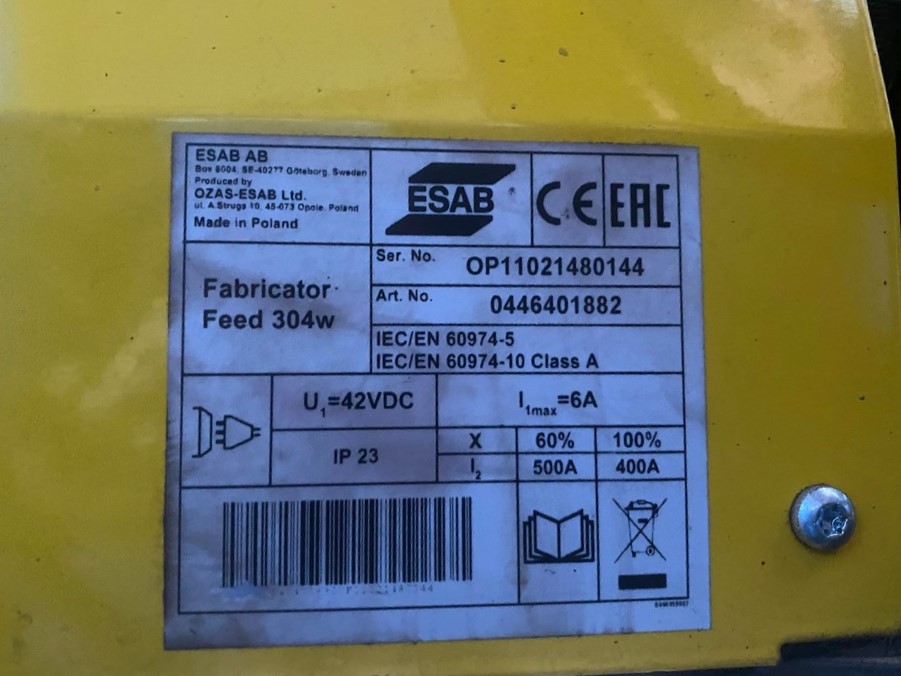 ESAB AB
Box 8004, SE-40277 Göteborg, Sweden
Produced by
OZAS-ESAB Ltd.
ul. A.Struga 10, 45-073 Opole, Poland
Made in Poland
ESAB
CE
EAC
Fabricator
Feed 304w
Ser. No. OP11021480144
Art. No. 0446401882
IEC/EN 60974-5
IEC/EN 60974-10 Class A
U1=42VDC
I1max=6A
IP 23
X 60% 100%
I2 500A 400A